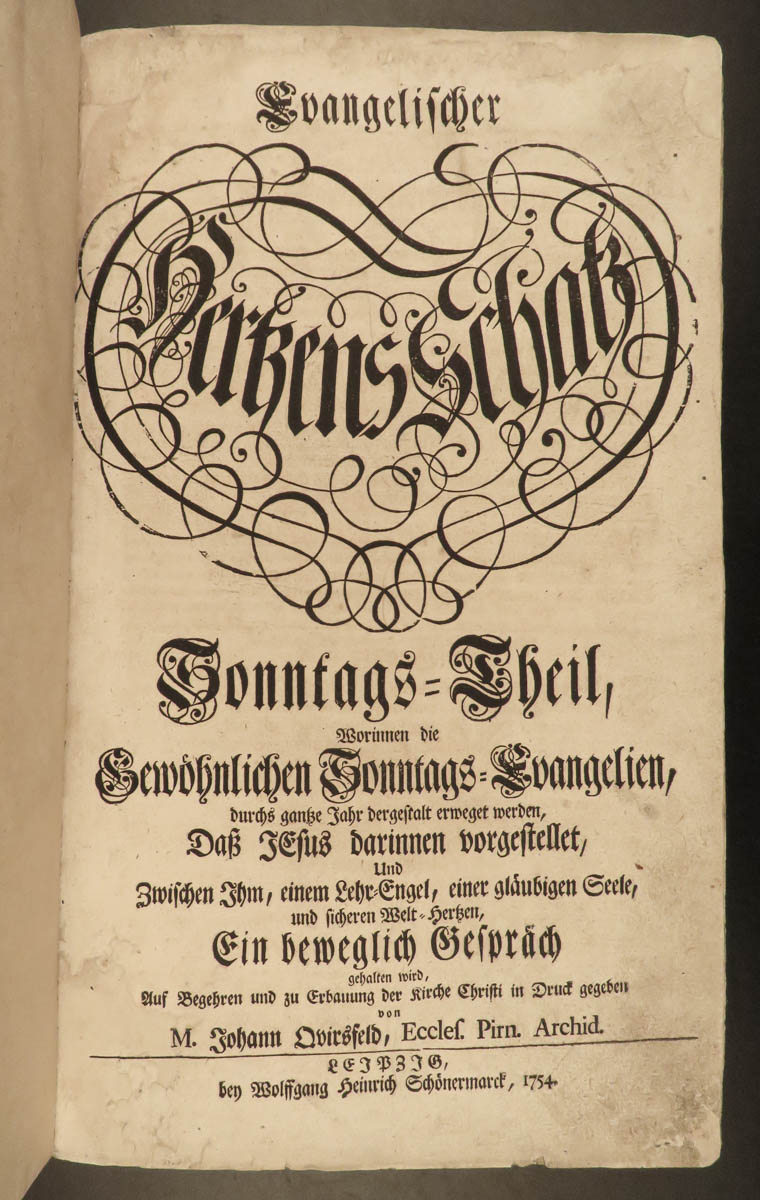 Evangelischer
Hertzens Schatz
Sonntags-Theil,
Worinnen die
Gewöhnlichen Sonntags-Evangelien,
durchs gantze Jahr dergestalt erweget werden,
Daß JEsus darinnen vorgestellet,
Und
Zwischen Ihm, einem Lehr-Engel, einer gläubigen Seele,
und sicheren Welt-Hertzen,
Ein beweglich Gespräch
gehalten wird,
Auf Begehren und zu Erbauung der Kirche Christi in Druck gegeben
von
M. Johann Qvirsfeld, Eccleſ. Pirn. Archid.
LEIPZIG,
bey Wolffgang Heinrich Schönermarck, 1754.